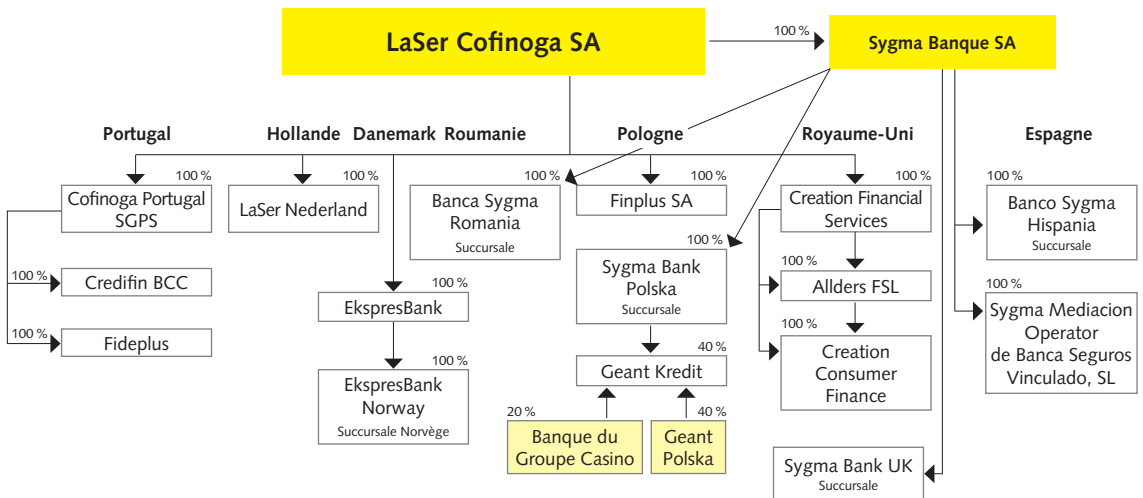 LaSer Cofinoga SA
100 %
Sygma Banque SA
Portugal
Hollande
Danemark
Roumanie
Pologne
Royaume-Uni
Espagne
100 %
Cofinoga Portugal
SGPS
100 %
LaSer Nederland
100 %
Banca Sygma
Romania
Succursale
100 %
Finplus SA
100 %
Creation Financial
Services
100 %
Banco Sygma
Hispania
Succursale
100 %
Credifin BCC
100 %
Fideplus
100 %
EkspresBank
100 %
EkspresBank
Norway
Succursale Norvège
100 %
Sygma Bank
Polska
Succursale
40 %
Geant Kredit
20 %
Banque du
Groupe Casino
40 %
Geant
Polska
100 %
Allders FSL
100 %
Creation
Consumer
Finance
100 %
Sygma Mediacion
Operator
de Banca Seguros
Vinculado, SL
Sygma Bank UK
Succursale